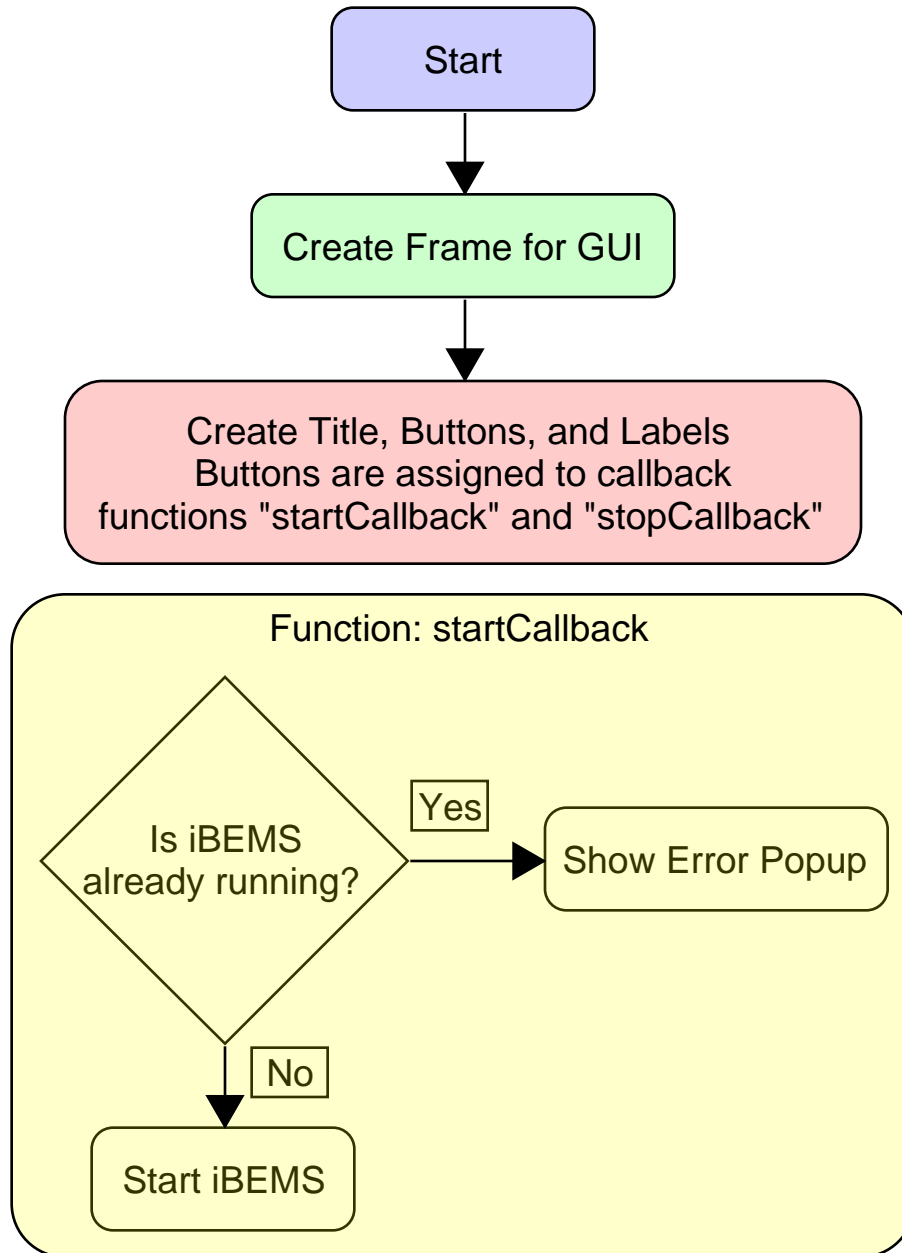 Start
Create Frame for GUI
Create Title, Buttons, and Labels
Buttons are assigned to callback
functions "startCallback" and "stopCallback"
Function: startCallback
Is iBEMS
already running?
Yes
Show Error Popup
No
Start iBEMS